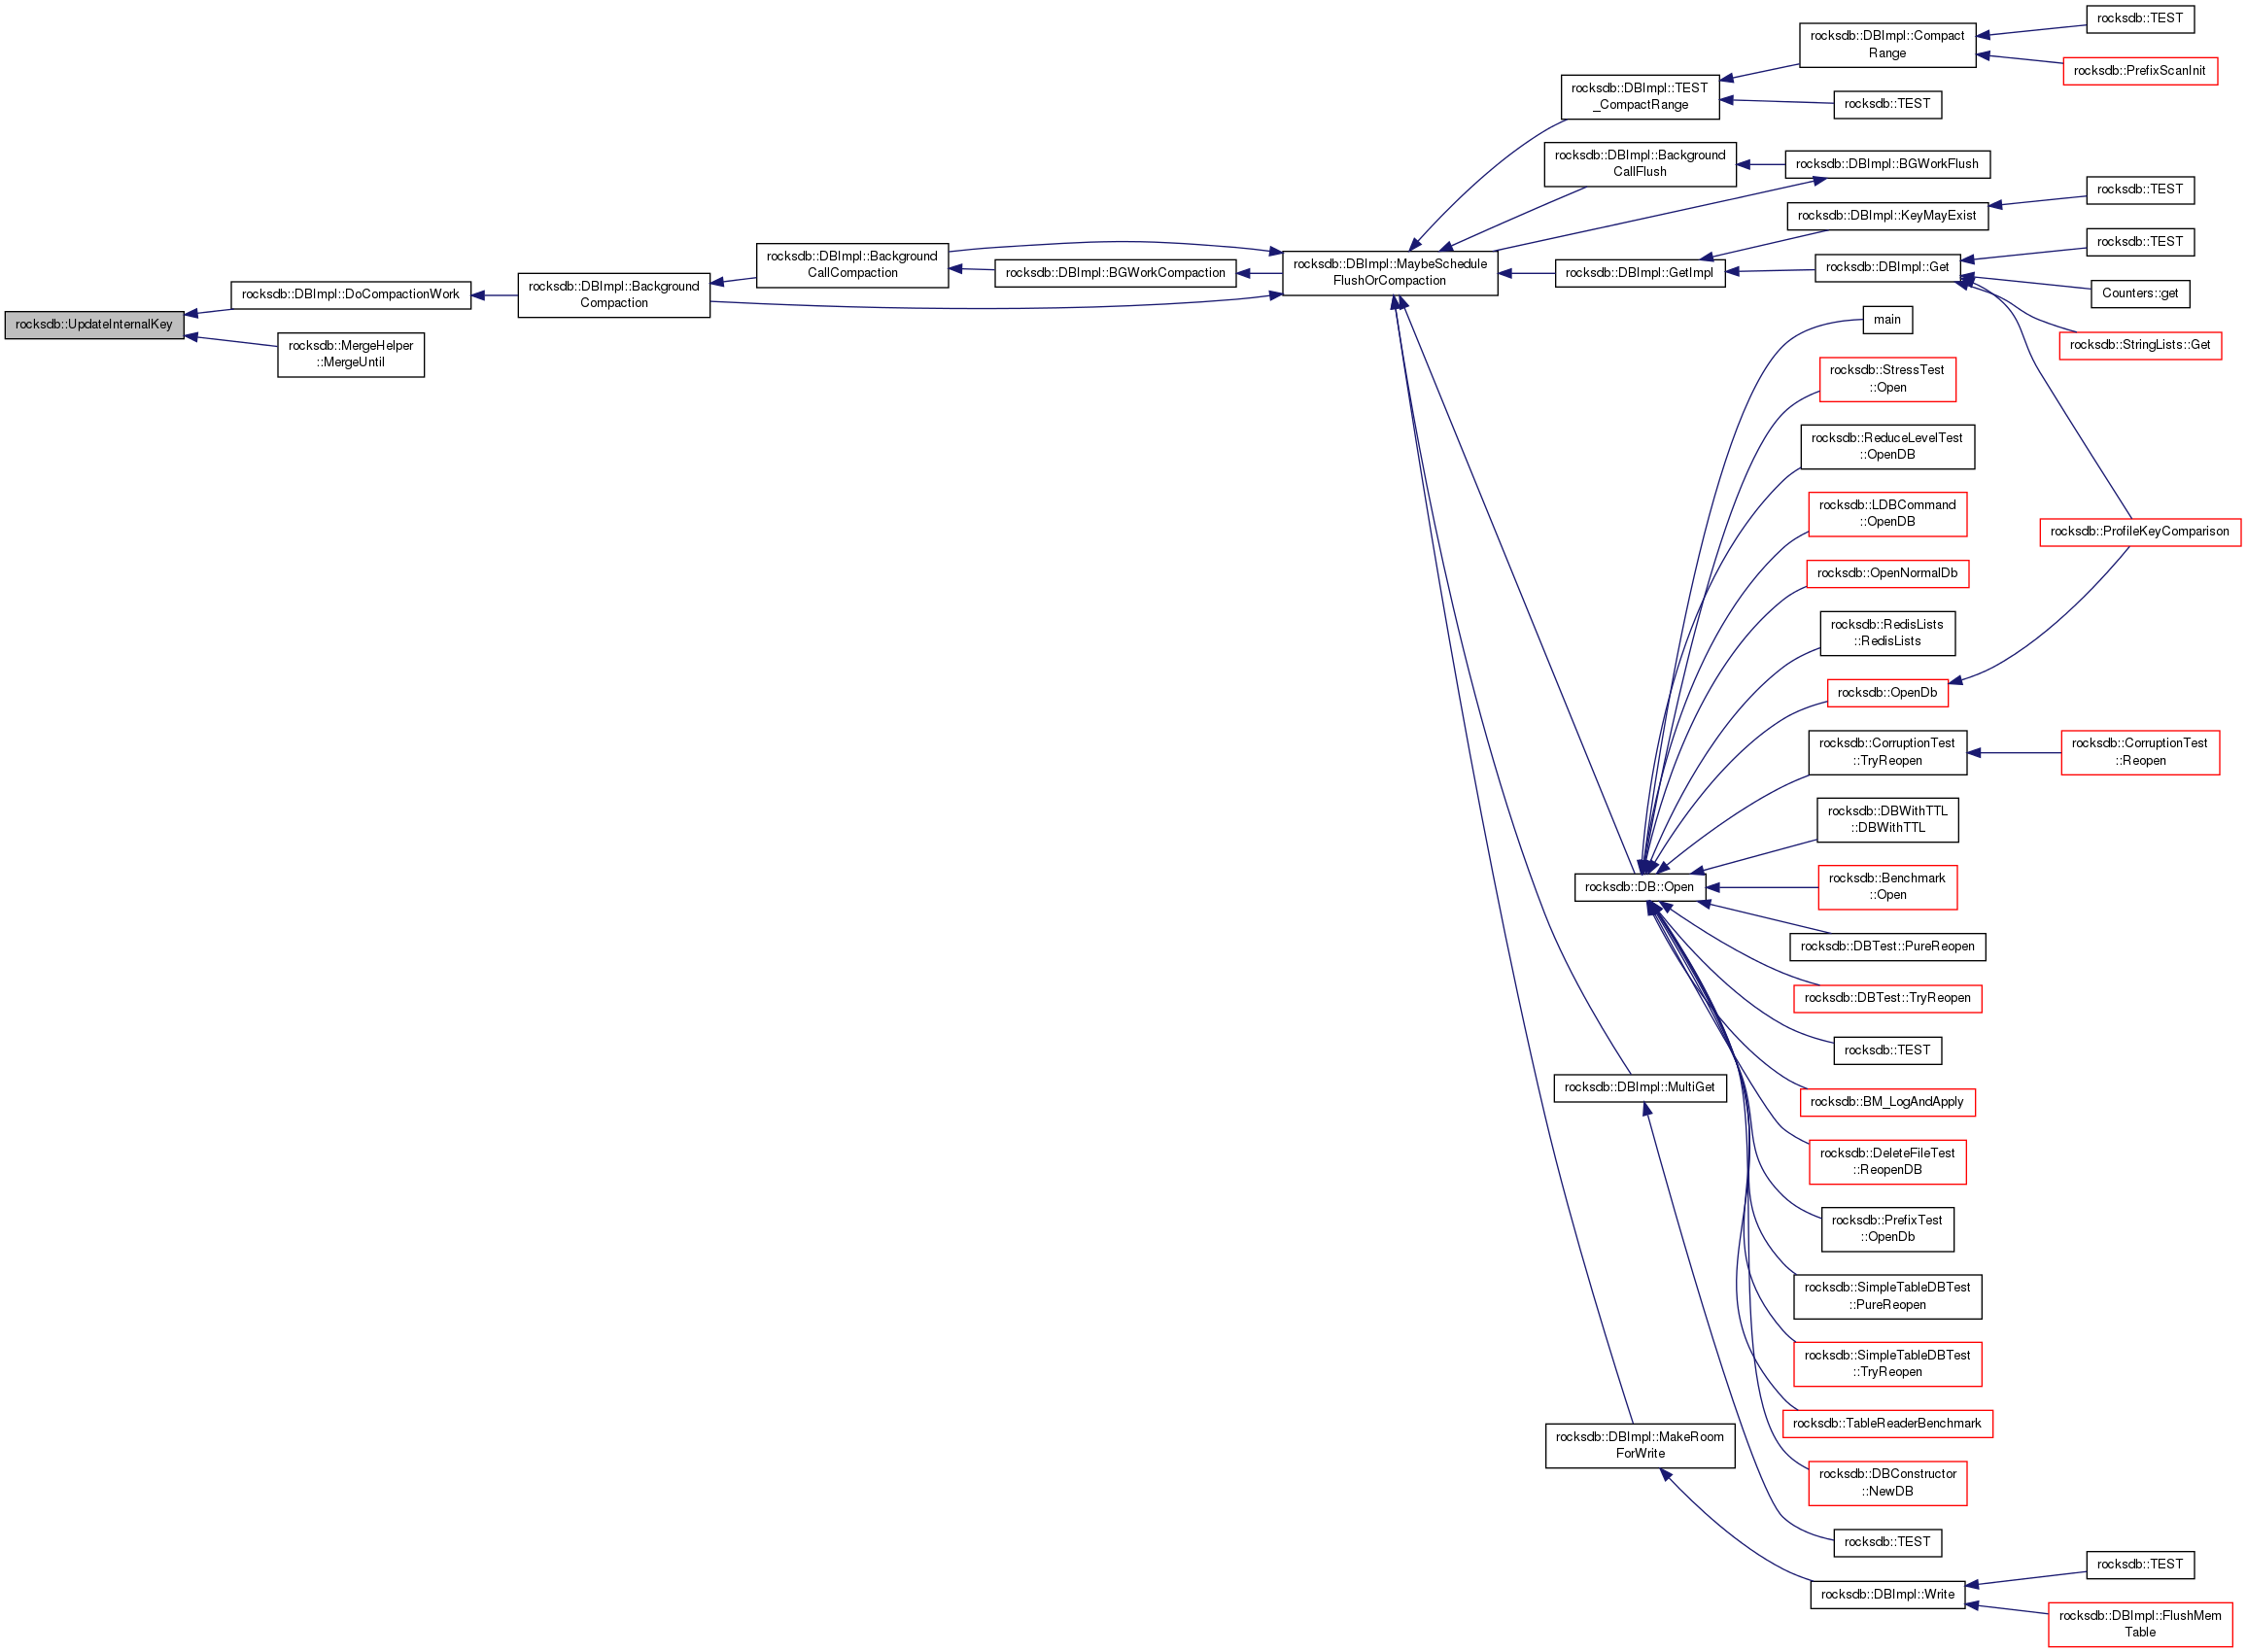 rocksdb::UpdateInternalKey
rocksdb::DBImpl::DoCompactionWork
rocksdb::MergeHelper
::MergeUntil
rocksdb::DBImpl::Background
Compaction
rocksdb::DBImpl::Background
CallCompaction
rocksdb::DBImpl::BGWorkCompaction
rocksdb::DBImpl::MaybeSchedule
FlushOrCompaction
rocksdb::DBImpl::TEST
_CompactRange
rocksdb::DBImpl::Compact
Range
rocksdb::TEST
rocksdb::PrefixScanInit
rocksdb::TEST
rocksdb::DBImpl::Background
CallFlush
rocksdb::DBImpl::BGWorkFlush
rocksdb::DBImpl::GetImpl
rocksdb::DBImpl::KeyMayExist
rocksdb::TEST
rocksdb::DBImpl::Get
rocksdb::TEST
Counters::get
rocksdb::StringLists::Get
rocksdb::ProfileKeyComparison
rocksdb::DB::Open
main
rocksdb::StressTest
::Open
rocksdb::ReduceLevelTest
::OpenDB
rocksdb::LDBCommand
::OpenDB
rocksdb::OpenNormalDb
rocksdb::RedisLists
::RedisLists
rocksdb::OpenDb
rocksdb::CorruptionTest
::TryReopen
rocksdb::CorruptionTest
::Reopen
rocksdb::DBWithTTL
::DBWithTTL
rocksdb::Benchmark
::Open
rocksdb::DBTest::PureReopen
rocksdb::DBTest::TryReopen
rocksdb::TEST
rocksdb::BM_LogAndApply
rocksdb::DeleteFileTest
::ReopenDB
rocksdb::PrefixTest
::OpenDb
rocksdb::SimpleTableDBTest
::PureReopen
rocksdb::SimpleTableDBTest
::TryReopen
rocksdb::TableReaderBenchmark
rocksdb::DBConstructor
::NewDB
rocksdb::DBImpl::MultiGet
rocksdb::TEST
rocksdb::DBImpl::MakeRoom
ForWrite
rocksdb::DBImpl::Write
rocksdb::TEST
rocksdb::DBImpl::FlushMem
Table